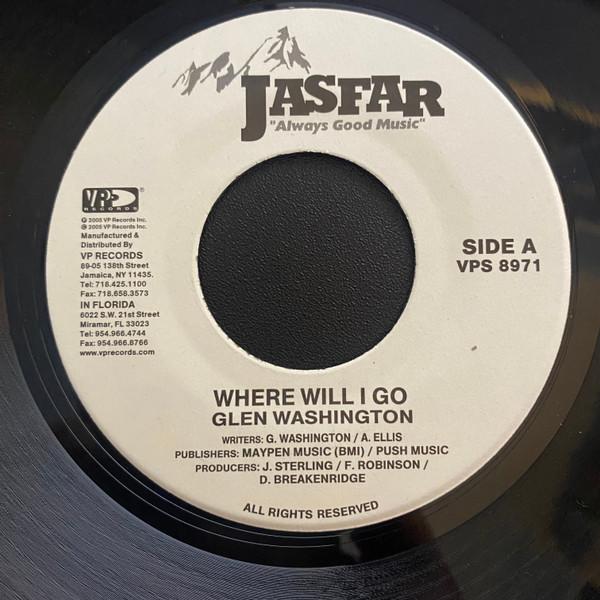 JASFAR
"Always Good Music"
VP
RECORDS
®
℗ 2005 VP Records Inc.
© 2005 VP Records Inc.
Manufactured &
Distributed By
VP RECORDS
89-05 138th Street
Jamaica, NY 11435.
Tel: 718.425.1100
Fax: 718.658.3573
IN FLORIDA
6022 S.W. 21st Street
Miramar, FL 33023
Tel: 954.966.4744
Fax: 954.966.8766
www.vprecords.com
SIDE A
VPS 8971
WHERE WILL I GO
GLEN WASHINGTON
WRITERS: G. WASHINGTON / A. ELLIS
PUBLISHERS: MAYPEN MUSIC (BMI) / PUSH MUSIC
PRODUCERS: J. STERLING / F. ROBINSON /
D. BREAKENRIDGE
ALL RIGHTS RESERVED